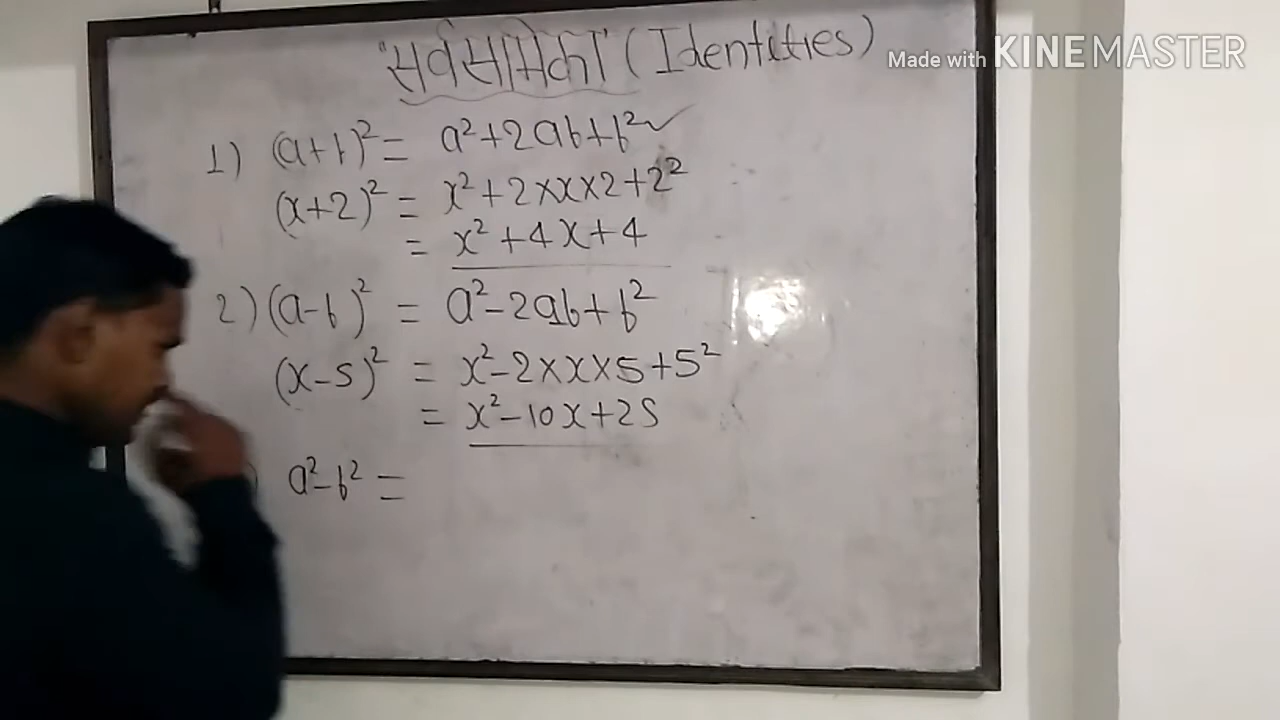 "सर्वसामिका" (Identities)
Made with KINEMASTER
1) (a+b)² = a²+2ab+b² ✓
(x+2)² = x²+2×x×2+2²
= x²+4x+4
2) (a-b)² = a²-2ab+b²
(x-5)² = x²-2×x×5+5²
= x²-10x+25
) a²-b² =